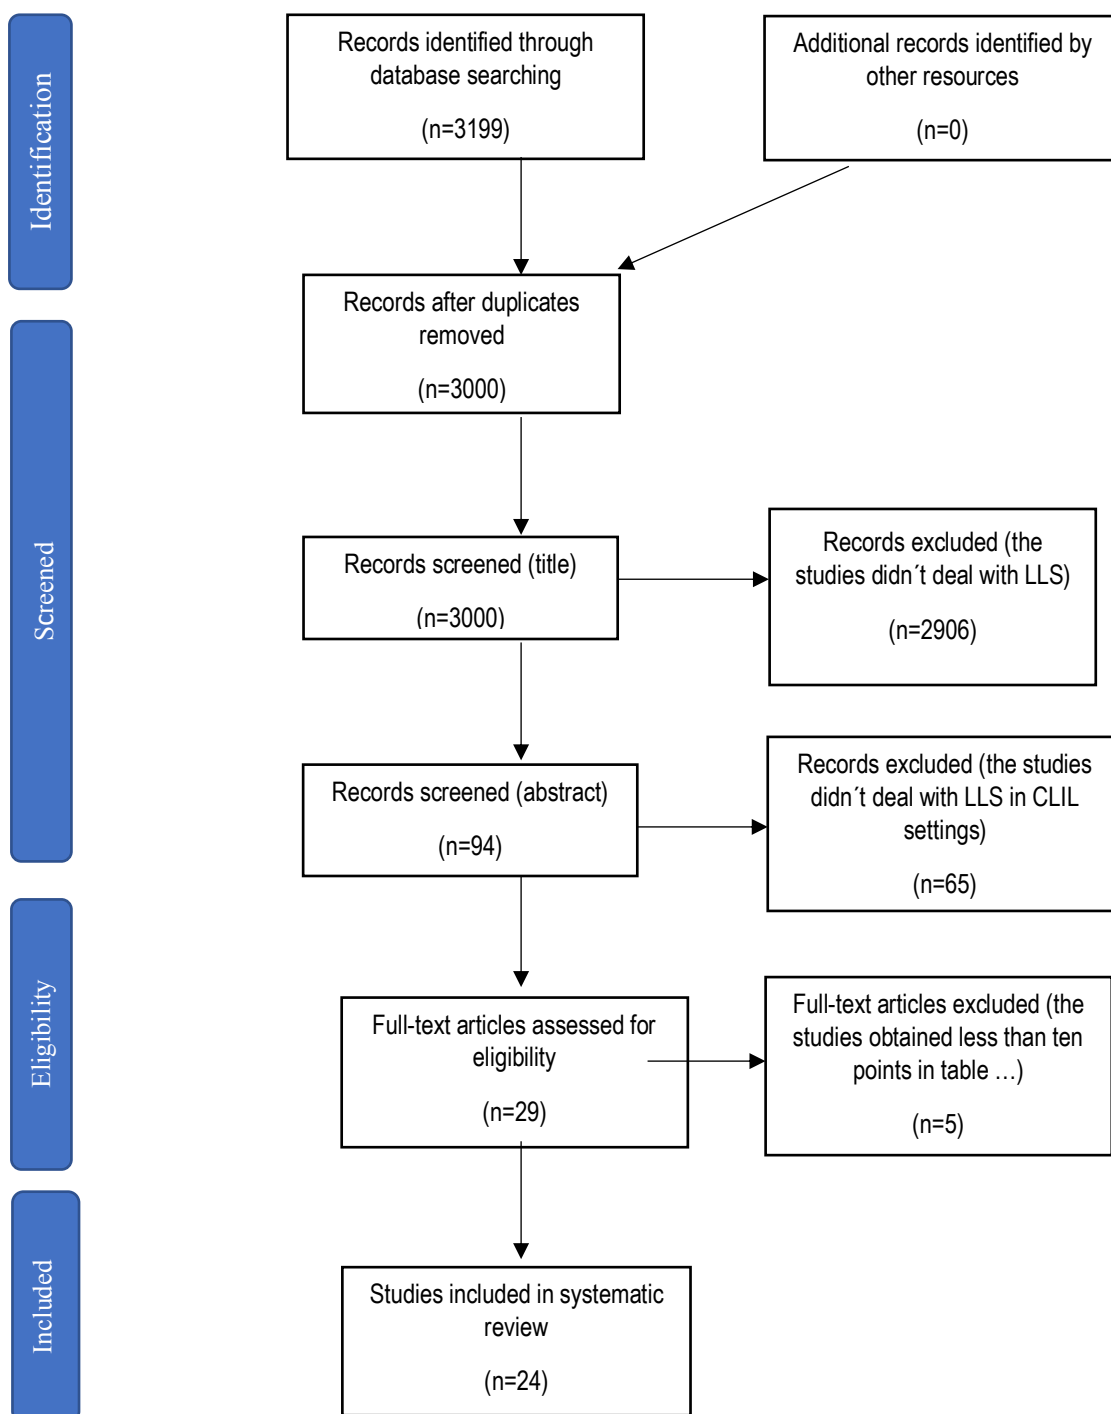 Identification
Records identified through
database searching
(n=3199)
Additional records identified by
other resources
(n=0)
Records after duplicates
removed
(n=3000)
Screened
Records screened (title)
(n=3000)
Records excluded (the
studies didn´t deal with LLS)
(n=2906)
Records screened (abstract)
(n=94)
Records excluded (the studies
didn´t deal with LLS in CLIL
settings)
(n=65)
Eligibility
Full-text articles assessed for
eligibility
(n=29)
Full-text articles excluded (the
studies obtained less than ten
points in table …)
(n=5)
Included
Studies included in systematic
review
(n=24)